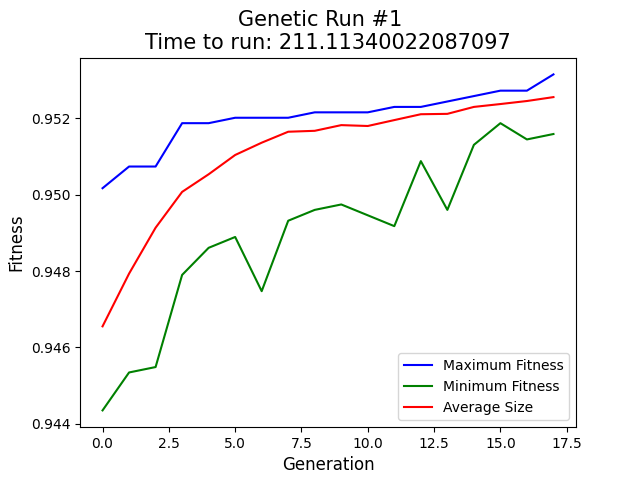 Genetic Run #1
Time to run: 211.11340022087097
Fitness
0.952
0.950
0.948
0.946
0.944
Maximum Fitness
Minimum Fitness
Average Size
0.0 2.5 5.0 7.5 10.0 12.5 15.0 17.5
Generation